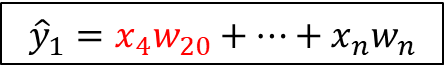 ŷ₁ = x₄w₂₀ + ⋯ + xₙwₙ